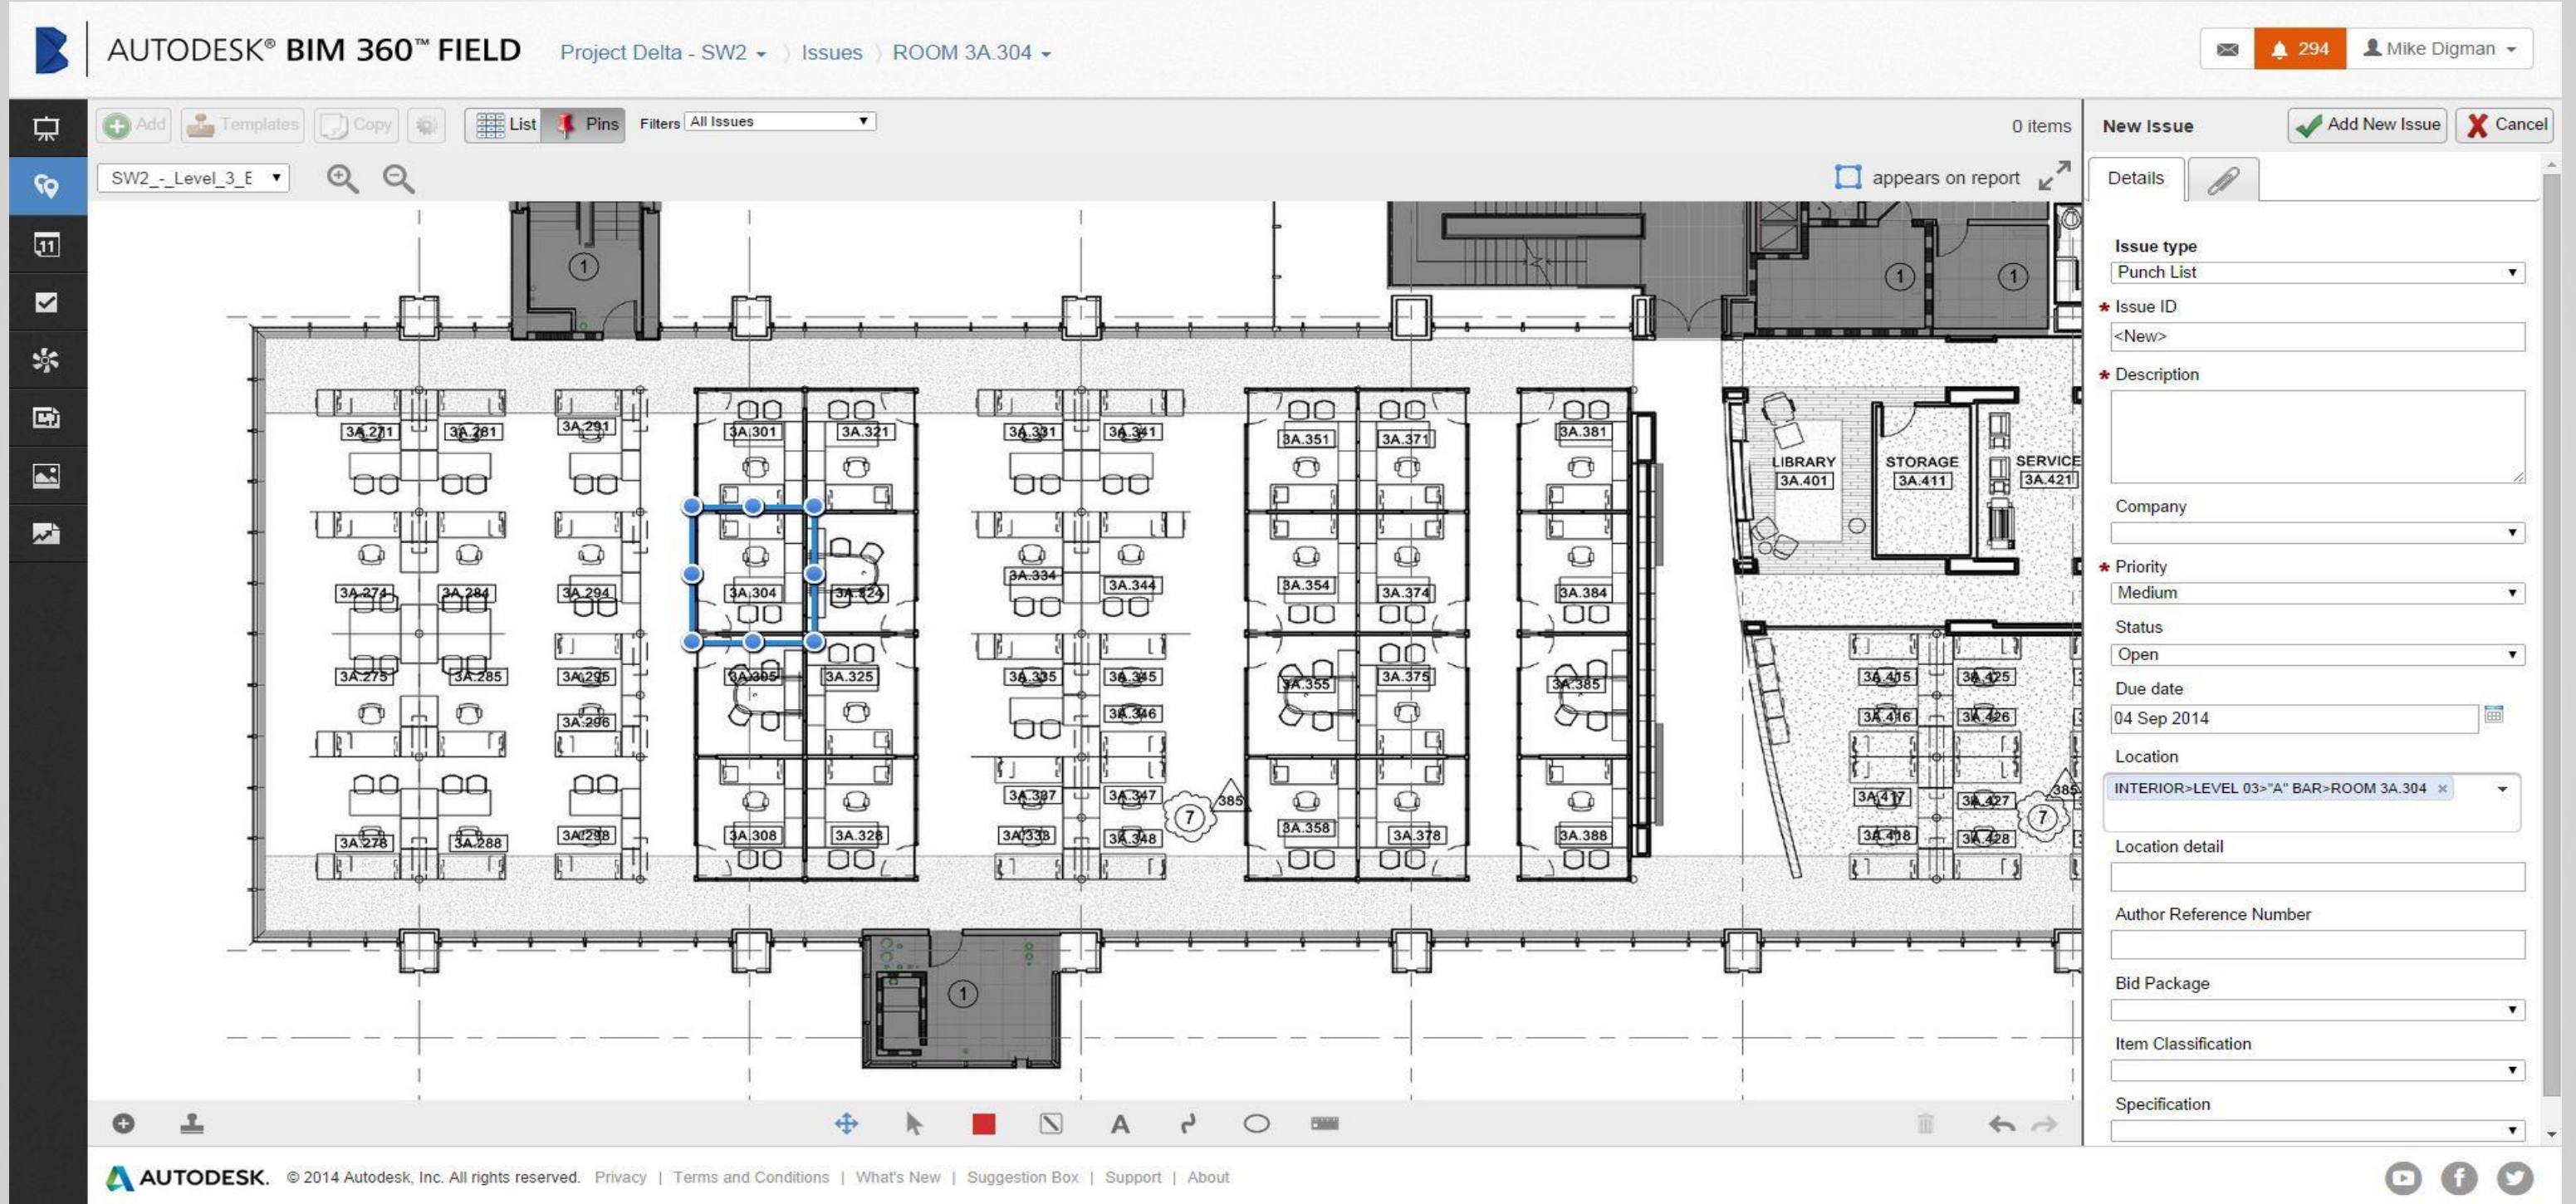 AUTODESK® BIM 360™ FIELD
Project Delta - SW2
Issues
ROOM 3A.304
294
Mike Digman
Add
Templates
Copy
List
Pins
Filters
All Issues
0 items
New Issue
Add New Issue
Cancel
SW2_-_Level_3_E
appears on report
Details
11
1
1
1
Issue type
Punch List
* Issue ID
<New>
* Description
Company
* Priority
Medium
Status
Open
Due date
04 Sep 2014
Location
INTERIOR>LEVEL 03>"A" BAR>ROOM 3A.304 ×
Location detail
Author Reference Number
Bid Package
Item Classification
Specification
3A.271
3A.281
3A.291
3A.301
3A.321
3A.331
3A.341
3A.351
3A.371
3A.381
LIBRARY
3A.401
STORAGE
3A.411
SERVICE
3A.421
3A.274
3A.284
3A.294
3A.304
3A.324
3A.334
3A.344
3A.354
3A.374
3A.384
3A.275
3A.285
3A.295
3A.305
3A.325
3A.335
3A.345
3A.355
3A.375
3A.385
3A.415
3A.425
3A.296
3A.346
3A.416
3A.426
3A.337
3A.347
7
385
3A.417
3A.427
7
385
3A.278
3A.288
3A.298
3A.308
3A.328
3A.348
3A.358
3A.378
3A.388
3A.418
3A.428
1
A
AUTODESK.
© 2014 Autodesk, Inc. All rights reserved. Privacy | Terms and Conditions | What's New | Suggestion Box | Support | About